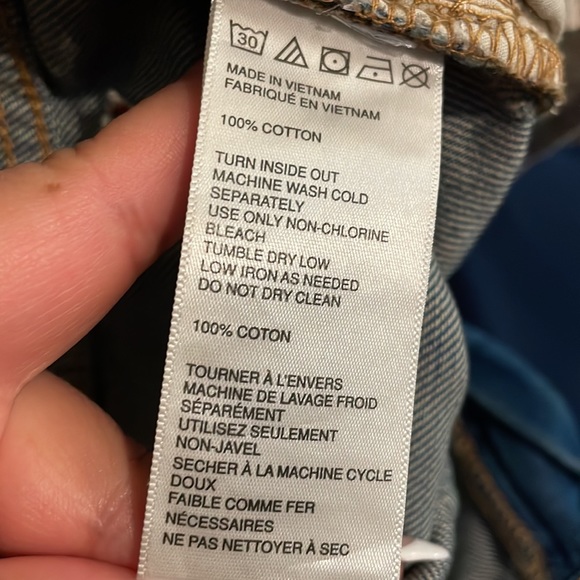 30
MADE IN VIETNAM
FABRIQUÉ EN VIETNAM
100% COTTON
TURN INSIDE OUT
MACHINE WASH COLD
SEPARATELY
USE ONLY NON-CHLORINE
BLEACH
TUMBLE DRY LOW
LOW IRON AS NEEDED
DO NOT DRY CLEAN
100% COTON
TOURNER À L'ENVERS
MACHINE DE LAVAGE FROID
SÉPARÉMENT
UTILISEZ SEULEMENT
NON-JAVEL
SECHER À LA MACHINE CYCLE
DOUX
FAIBLE COMME FER
NÉCESSAIRES
NE PAS NETTOYER À SEC